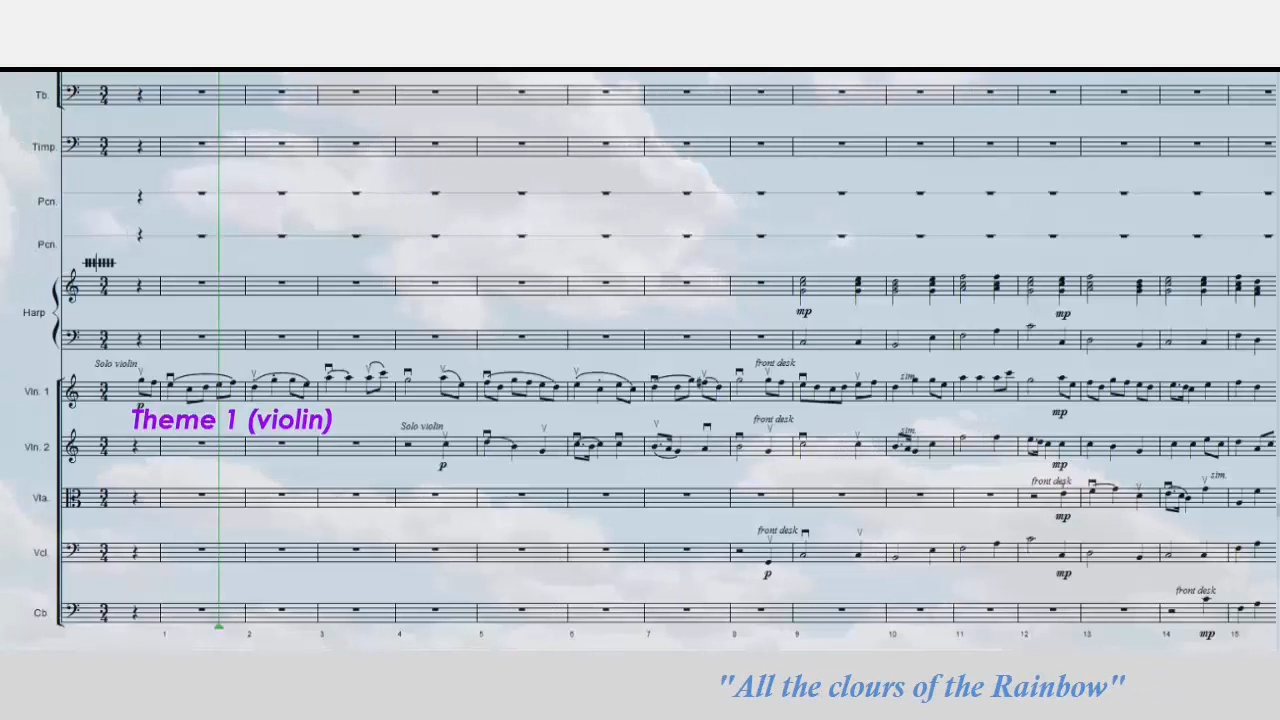 Tb.
Timp.
Pcn.
Pcn.
Harp
mp
mp
Solo violin
front desk
Vln. 1
sim.
p
mp
Theme 1 (violin)
Solo violin
front desk
Vln. 2
sim.
p
mp
front desk
sim.
Vla.
mp
front desk
Vcl.
p
mp
front desk
Cb.
mp
1 2 3 4 5 6 7 8 9 10 11 12 13 14 15
"All the clours of the Rainbow"